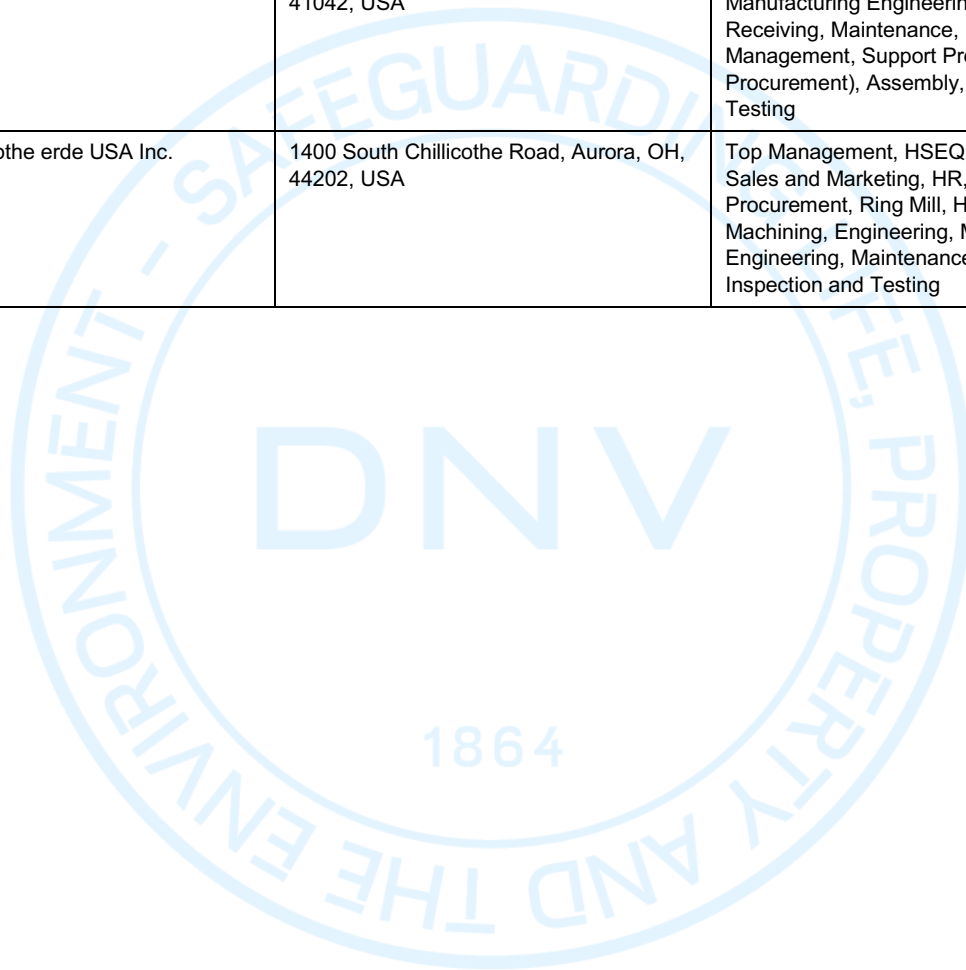 41042, USA
Manufacturing Engineerin
Receiving, Maintenance,
Management, Support Pro
Procurement), Assembly,
Testing
othe erde USA Inc.
1400 South Chillicothe Road, Aurora, OH,
44202, USA
Top Management, HSEQ
Sales and Marketing, HR,
Procurement, Ring Mill, H
Machining, Engineering, M
Engineering, Maintenance
Inspection and Testing
SAFEGUARDING LIFE, PROPERTY AND THE ENVIRONMENT -
DNV
1864